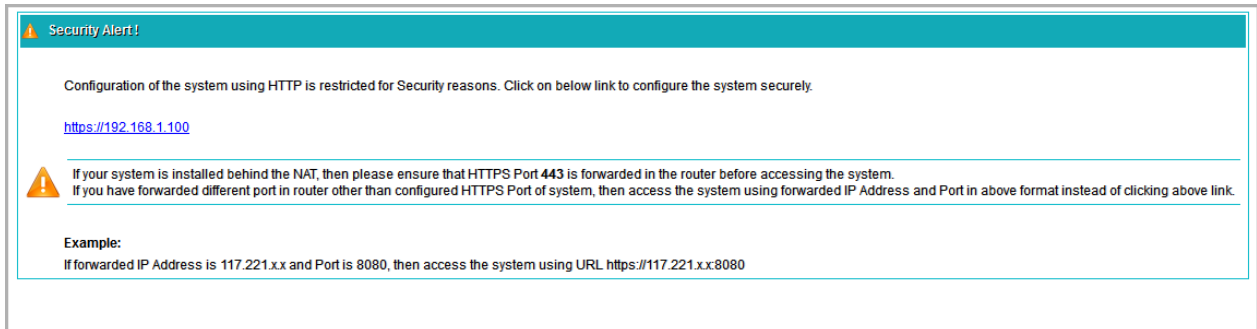 Security Alert !
Configuration of the system using HTTP is restricted for Security reasons. Click on below link to configure the system securely.
https://192.168.1.100
If your system is installed behind the NAT, then please ensure that HTTPS Port 443 is forwarded in the router before accessing the system.
If you have forwarded different port in router other than configured HTTPS Port of system, then access the system using forwarded IP Address and Port in above format instead of clicking above link.
Example:
If forwarded IP Address is 117.221.x.x and Port is 8080, then access the system using URL https://117.221.x.x:8080